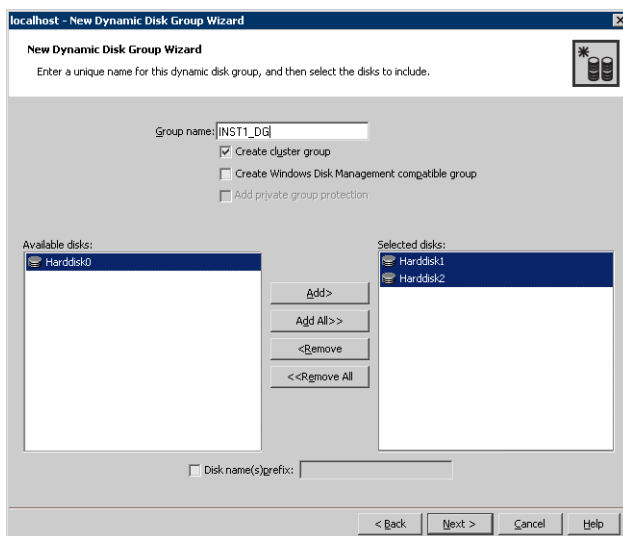 localhost - New Dynamic Disk Group Wizard
New Dynamic Disk Group Wizard
Enter a unique name for this dynamic disk group, and then select the disks to include.
Group name: INST1_DG
Create cluster group
Create Windows Disk Management compatible group
Add private group protection
Available disks:
Harddisk0
Selected disks:
Harddisk1
Harddisk2
Add>
Add All>>
<Remove
<<Remove All
Disk name(s)prefix:
< Back
Next >
Cancel
Help